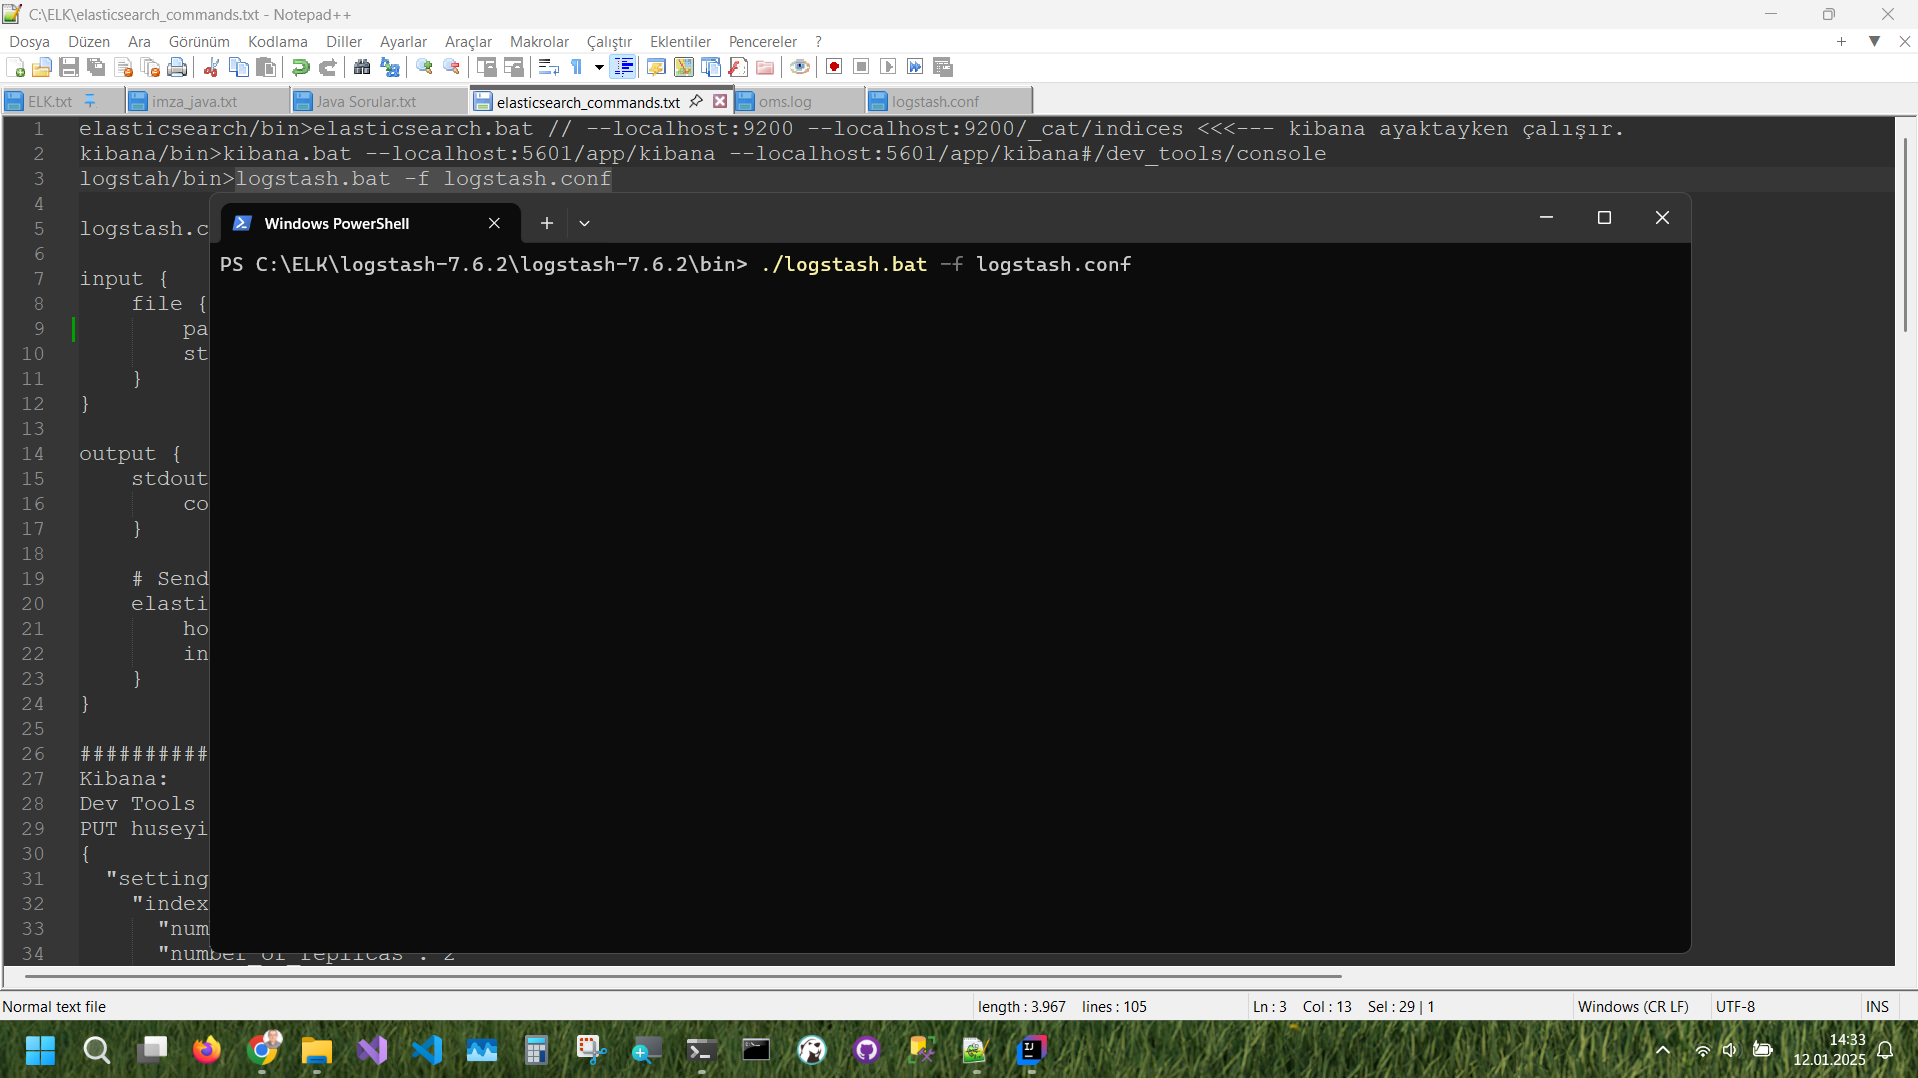 C:\ELK\elasticsearch_commands.txt - Notepad++
Dosya Düzen Ara Görünüm Kodlama Diller Ayarlar Araçlar Makrolar Çalıştır Eklentiler Pencereler ?
ELK.txt imza_java.txt Java Sorular.txt elasticsearch_commands.txt oms.log logstash.conf
1 elasticsearch/bin>elasticsearch.bat // --localhost:9200 --localhost:9200/_cat/indices <<<--- kibana ayaktayken çalışır.
2 kibana/bin>kibana.bat --localhost:5601/app/kibana --localhost:5601/app/kibana#/dev_tools/console
3 logstah/bin>logstash.bat -f logstash.conf
4
5 logstash.c
6
7 input {
8 file {
9 pa
10 st
11 }
12 }
13
14 output {
15 stdout
16 co
17 }
18
19 # Send
20 elasti
21 ho
22 in
23 }
24 }
25
26 ##########
27 Kibana:
28 Dev Tools
29 PUT huseyi
30 {
31 "setting
32 "index
33 "num
34 "number_of_replicas : 2
Windows PowerShell
PS C:\ELK\logstash-7.6.2\logstash-7.6.2\bin> ./logstash.bat -f logstash.conf
Normal text file length : 3.967 lines : 105 Ln : 3 Col : 13 Sel : 29 | 1 Windows (CR LF) UTF-8 INS
14:33
12.01.2025